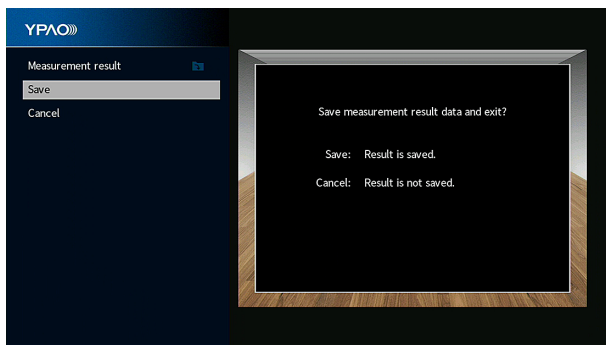 YPAO
Measurement result
Save
Cancel
Save measurement result data and exit?
Save: Result is saved.
Cancel: Result is not saved.